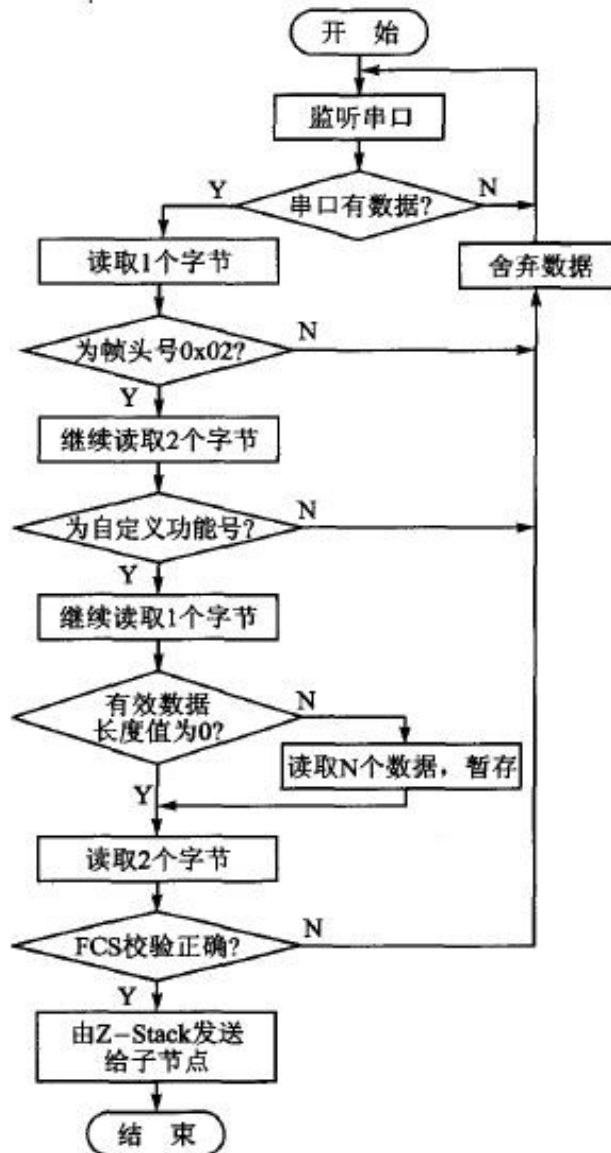 开 始
监听串口
串口有数据?
Y
N
读取1个字节
舍弃数据
为帧头号0x02?
N
Y
继续读取2个字节
为自定义功能号?
N
Y
继续读取1个字节
有效数据
长度值为0?
N
读取N个数据，暂存
Y
读取2个字节
FCS校验正确?
N
Y
由Z-Stack发送
给子节点
结 束